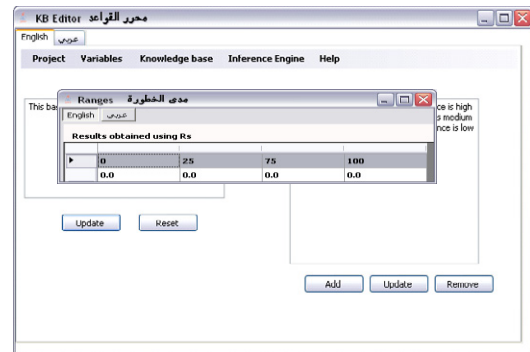 KB Editor محرر القواعد
English عربي
Project Variables Knowledge base Inference Engine Help
Ranges مدى الخطورة
English عربي
Results obtained using Rs
0 25 75 100
0.0 0.0 0.0 0.0
This ba
ce is high
s medium
nce is low
Update Reset
Add Update Remove